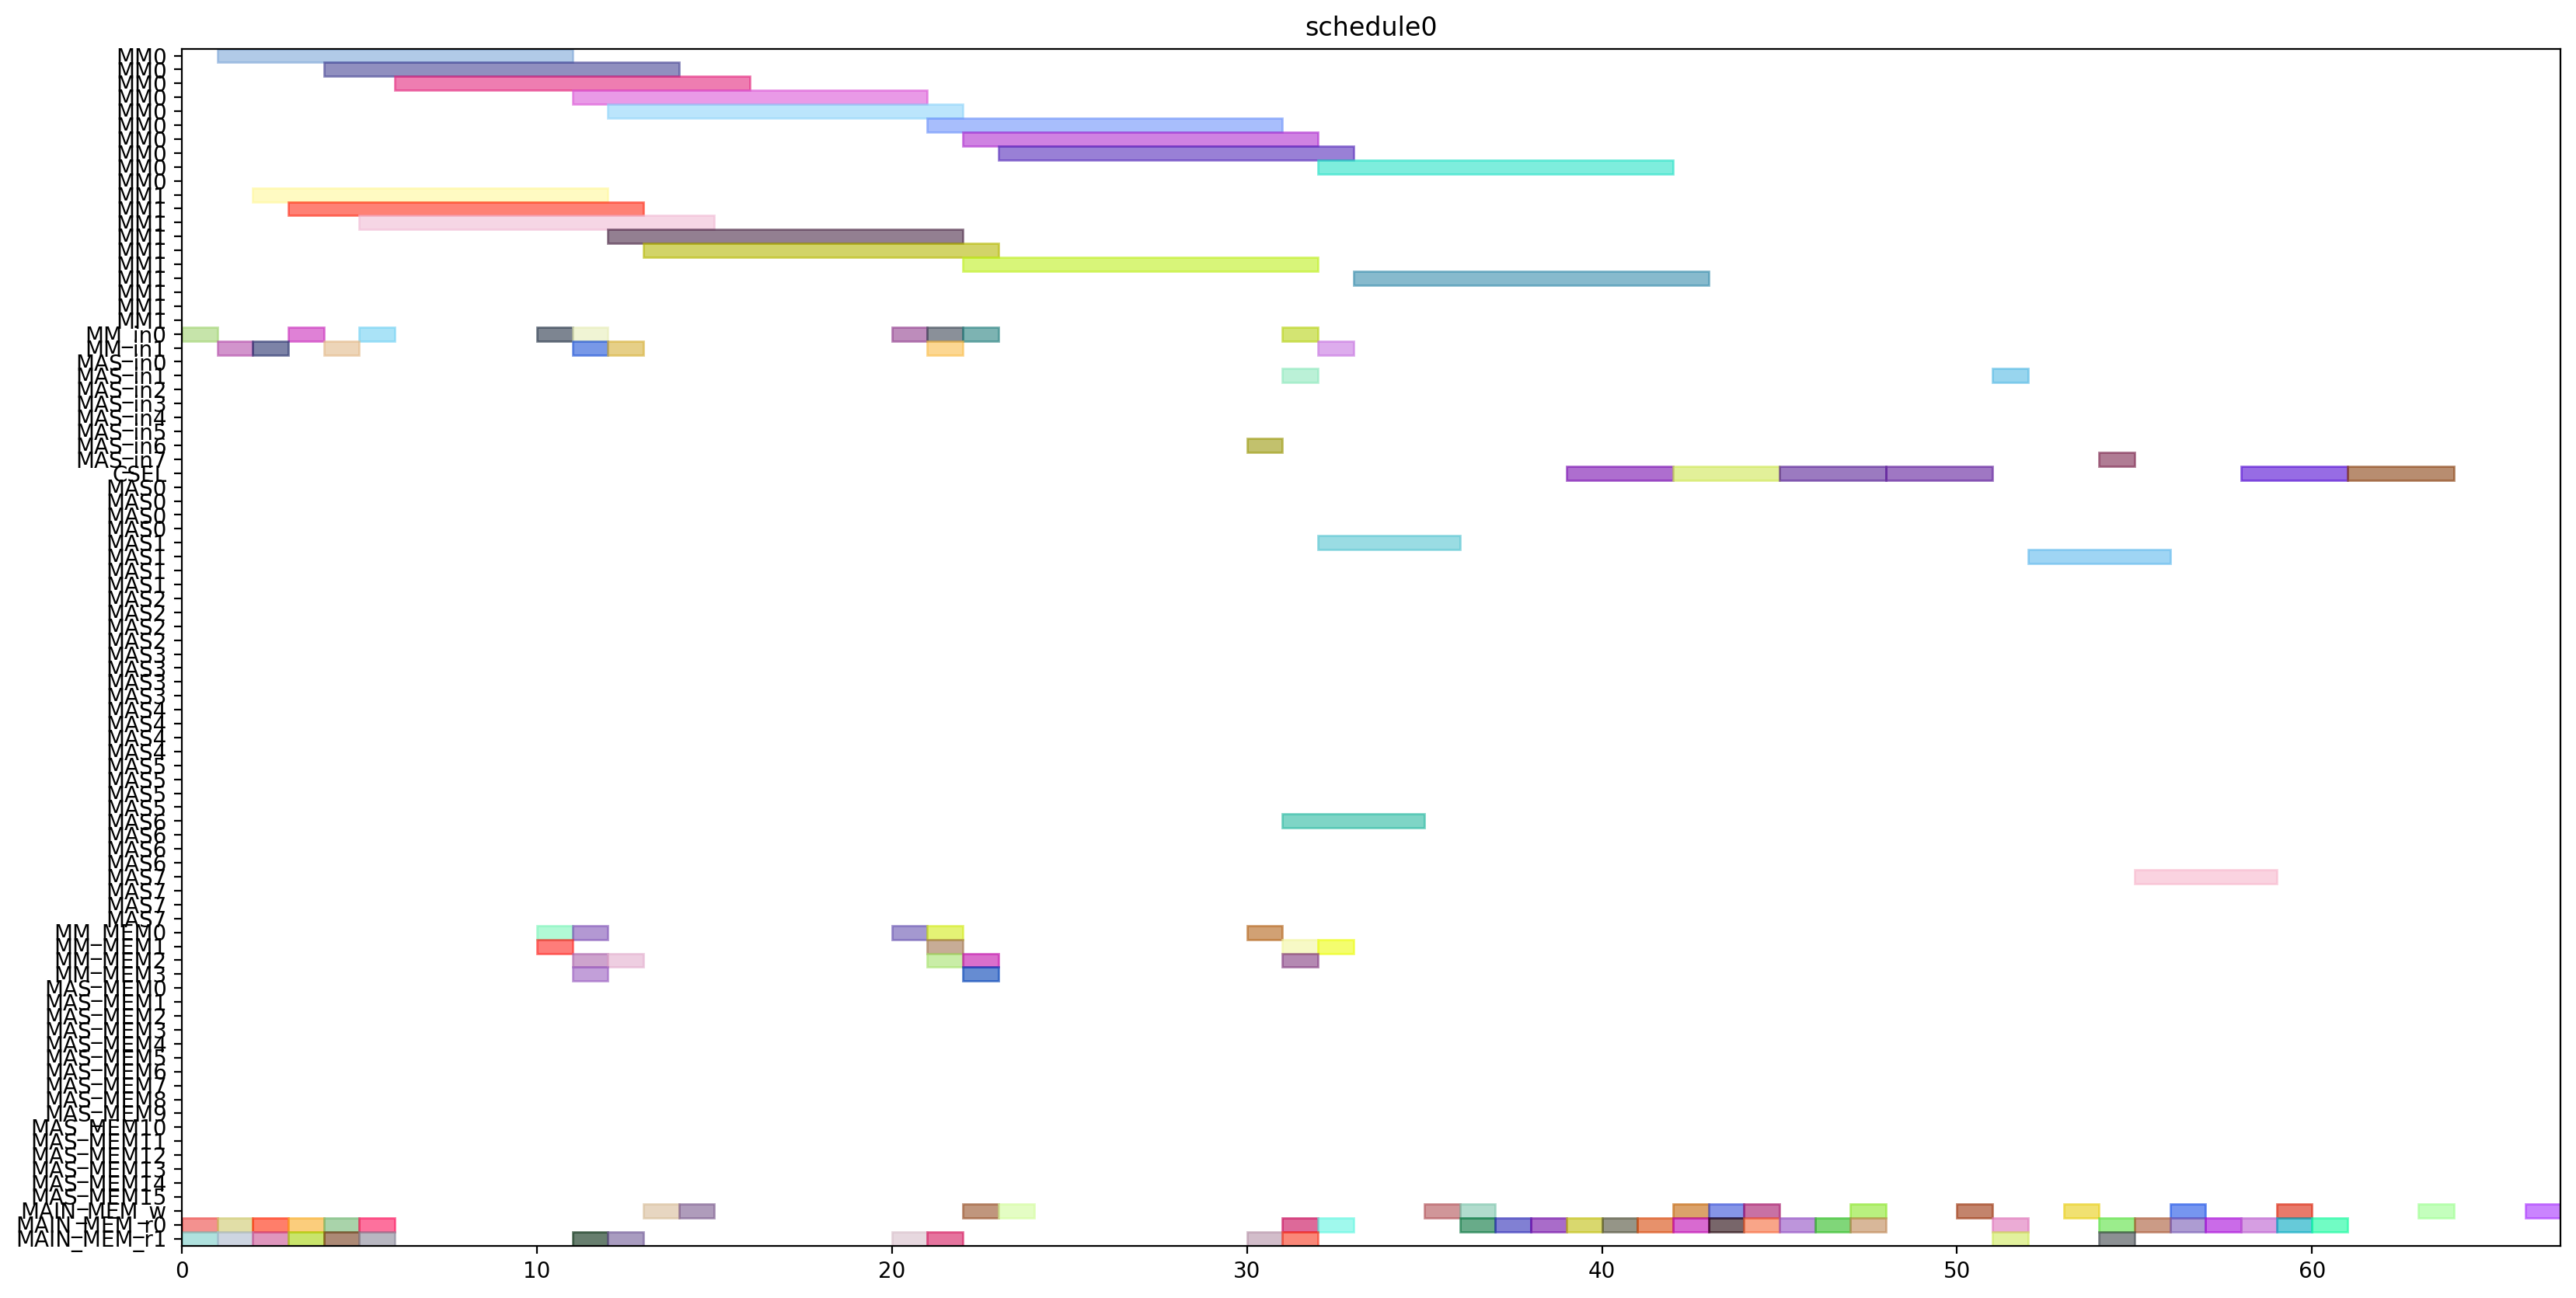 schedule0
MM0
MM0
MM0
MM0
MM0
MM0
MM0
MM0
MM0
MM0
MM1
MM1
MM1
MM1
MM1
MM1
MM1
MM1
MM1
MM1
MM_in0
MM_in1
MAS_in0
MAS_in1
MAS_in2
MAS_in3
MAS_in4
MAS_in5
MAS_in6
MAS_in7
CSEL
MAS0
MAS0
MAS0
MAS0
MAS1
MAS1
MAS1
MAS1
MAS2
MAS2
MAS2
MAS2
MAS3
MAS3
MAS3
MAS3
MAS4
MAS4
MAS4
MAS4
MAS5
MAS5
MAS5
MAS5
MAS6
MAS6
MAS6
MAS6
MAS7
MAS7
MAS7
MAS7
MM_MEM0
MM_MEM1
MM_MEM2
MM_MEM3
MAS_MEM0
MAS_MEM1
MAS_MEM2
MAS_MEM3
MAS_MEM4
MAS_MEM5
MAS_MEM6
MAS_MEM7
MAS_MEM8
MAS_MEM9
MAS_MEM10
MAS_MEM11
MAS_MEM12
MAS_MEM13
MAS_MEM14
MAS_MEM15
MAIN_MEM_w
MAIN_MEM_r0
MAIN_MEM_r1
0 10 20 30 40 50 60